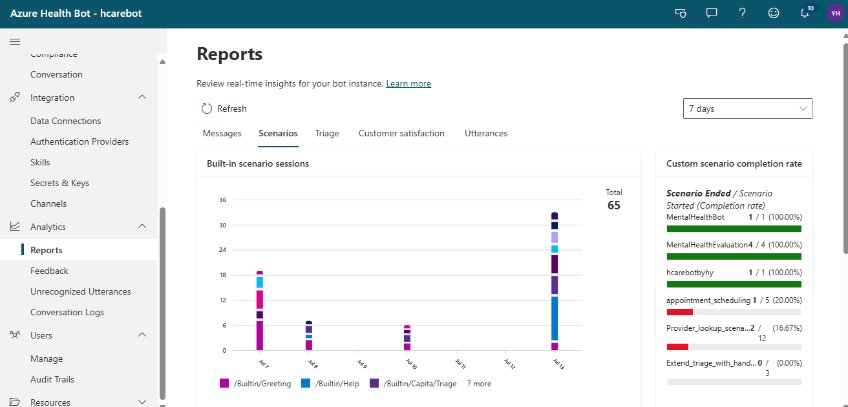 Azure Health Bot - hcarebot
10
YH
Compliance
Conversation
Integration
Data Connections
Authentication Providers
Skills
Secrets & Keys
Channels
Analytics
Reports
Feedback
Unrecognized Utterances
Conversation Logs
Users
Manage
Audit Trails
Resources
Reports
Review real-time insights for your bot instance. Learn more
Refresh
7 days
Messages Scenarios Triage Customer satisfaction Utterances
Built-in scenario sessions
Total
65
36
30
24
18
12
6
0
Jul 7 Jul 8 Jul 9 Jul 10 Jul 11 Jul 12 Jul 13
/Builtin/Greeting /Builtin/Help /Builtin/Capita/Triage 7 more
Custom scenario completion rate
Scenario Ended / Scenario
Started (Completion rate)
MentalHealthBot 1 / 1 (100.00%)
MentalHealthEvaluation 4 / 4 (100.00%)
hcarebotbyhy 1 / 1 (100.00%)
appointment_scheduling 1 / 5 (20.00%)
Provider_lookup_scena... 2 / (16.67%)
12
Extend_triage_with_hand... 0 / (0.00%)
3